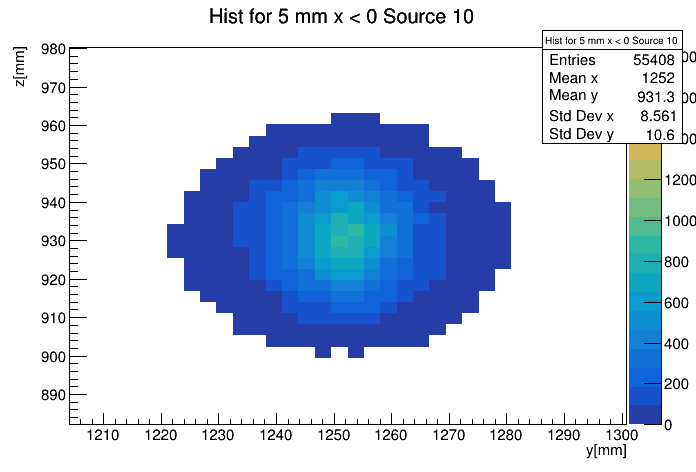 Hist for 5 mm x < 0 Source 10
z[mm]
980
970
960
950
940
930
920
910
900
890
1210 1220 1230 1240 1250 1260 1270 1280 1290 1300
y[mm]
Hist for 5 mm x < 0 Source 10
Entries 55408
Mean x 1252
Mean y 931.3
Std Dev x 8.561
Std Dev y 10.6
1200
1000
800
600
400
200
0